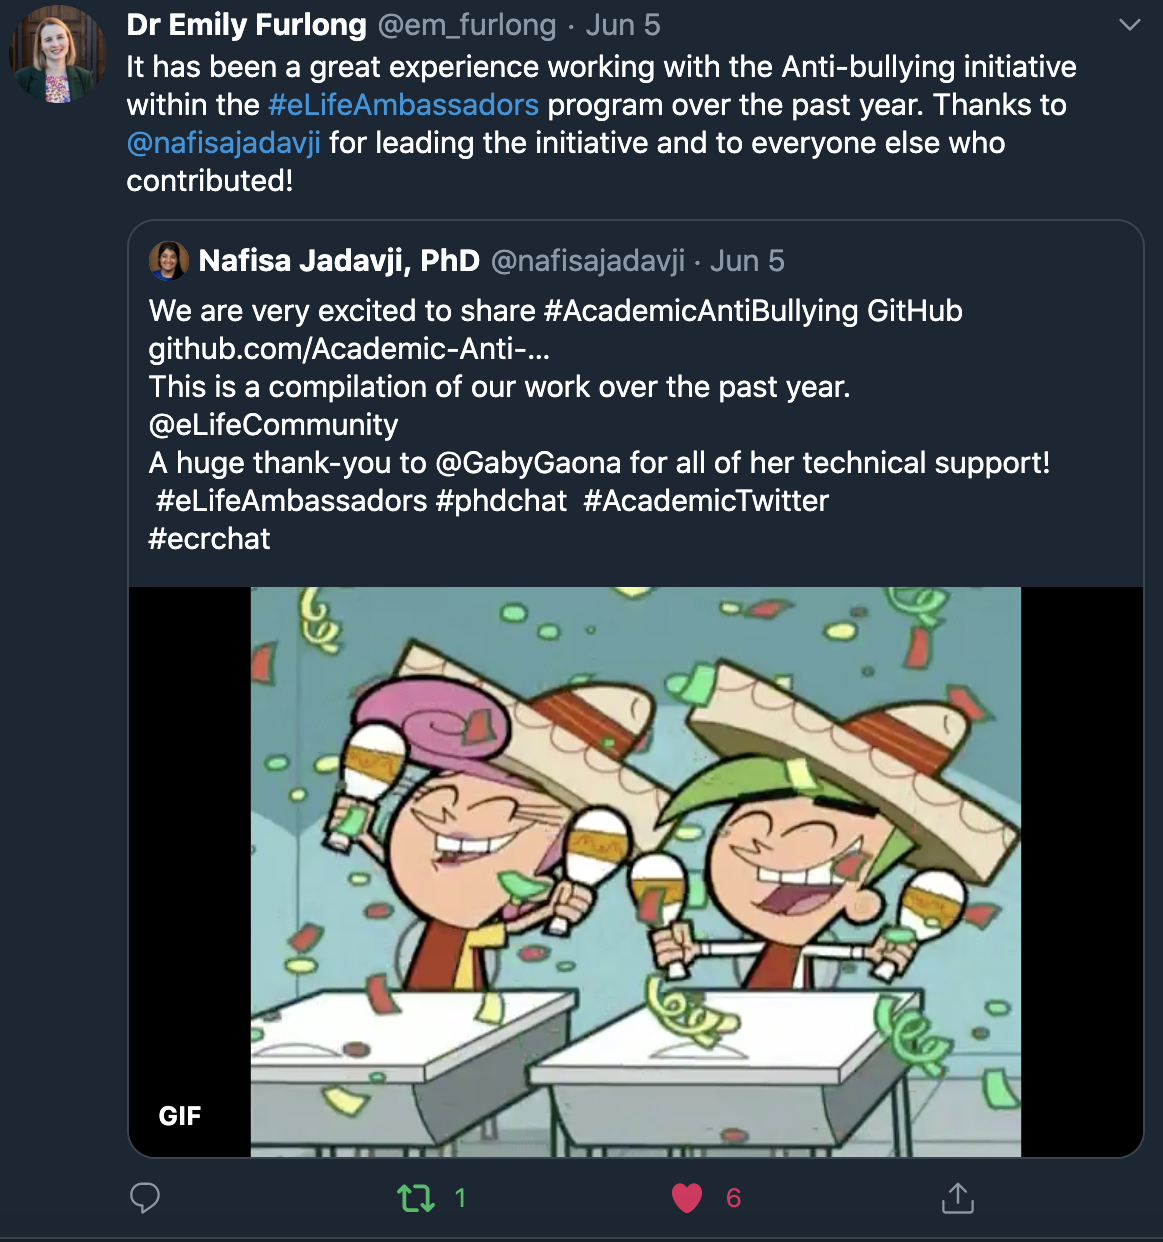 Dr Emily Furlong @em_furlong · Jun 5
It has been a great experience working with the Anti-bullying initiative
within the #eLifeAmbassadors program over the past year. Thanks to
@nafisajadavji for leading the initiative and to everyone else who
contributed!
Nafisa Jadavji, PhD @nafisajadavji · Jun 5
We are very excited to share #AcademicAntiBullying GitHub
github.com/Academic-Anti-...
This is a compilation of our work over the past year.
@eLifeCommunity
A huge thank-you to @GabyGaona for all of her technical support!
#eLifeAmbassadors #phdchat #AcademicTwitter
#ecrchat
GIF
1 6